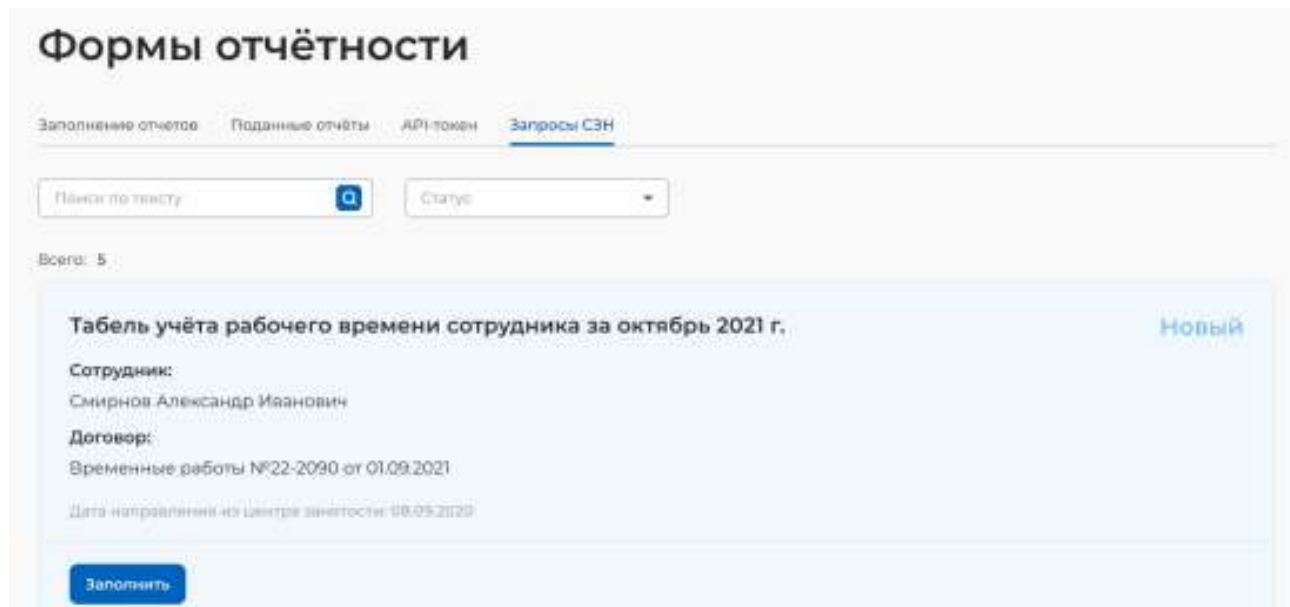 Формы отчётности
Заполнение отчетов Поданные отчёты API-токен Запросы СЗН
Поиск по тексту Статус
Всего: 5
Табель учёта рабочего времени сотрудника за октябрь 2021 г. Новый
Сотрудник:
Смирнов Александр Иванович
Договор:
Временные работы №22-2090 от 01.09.2021
Дата направления из центра занятости: 08.09.2020
Заполнить